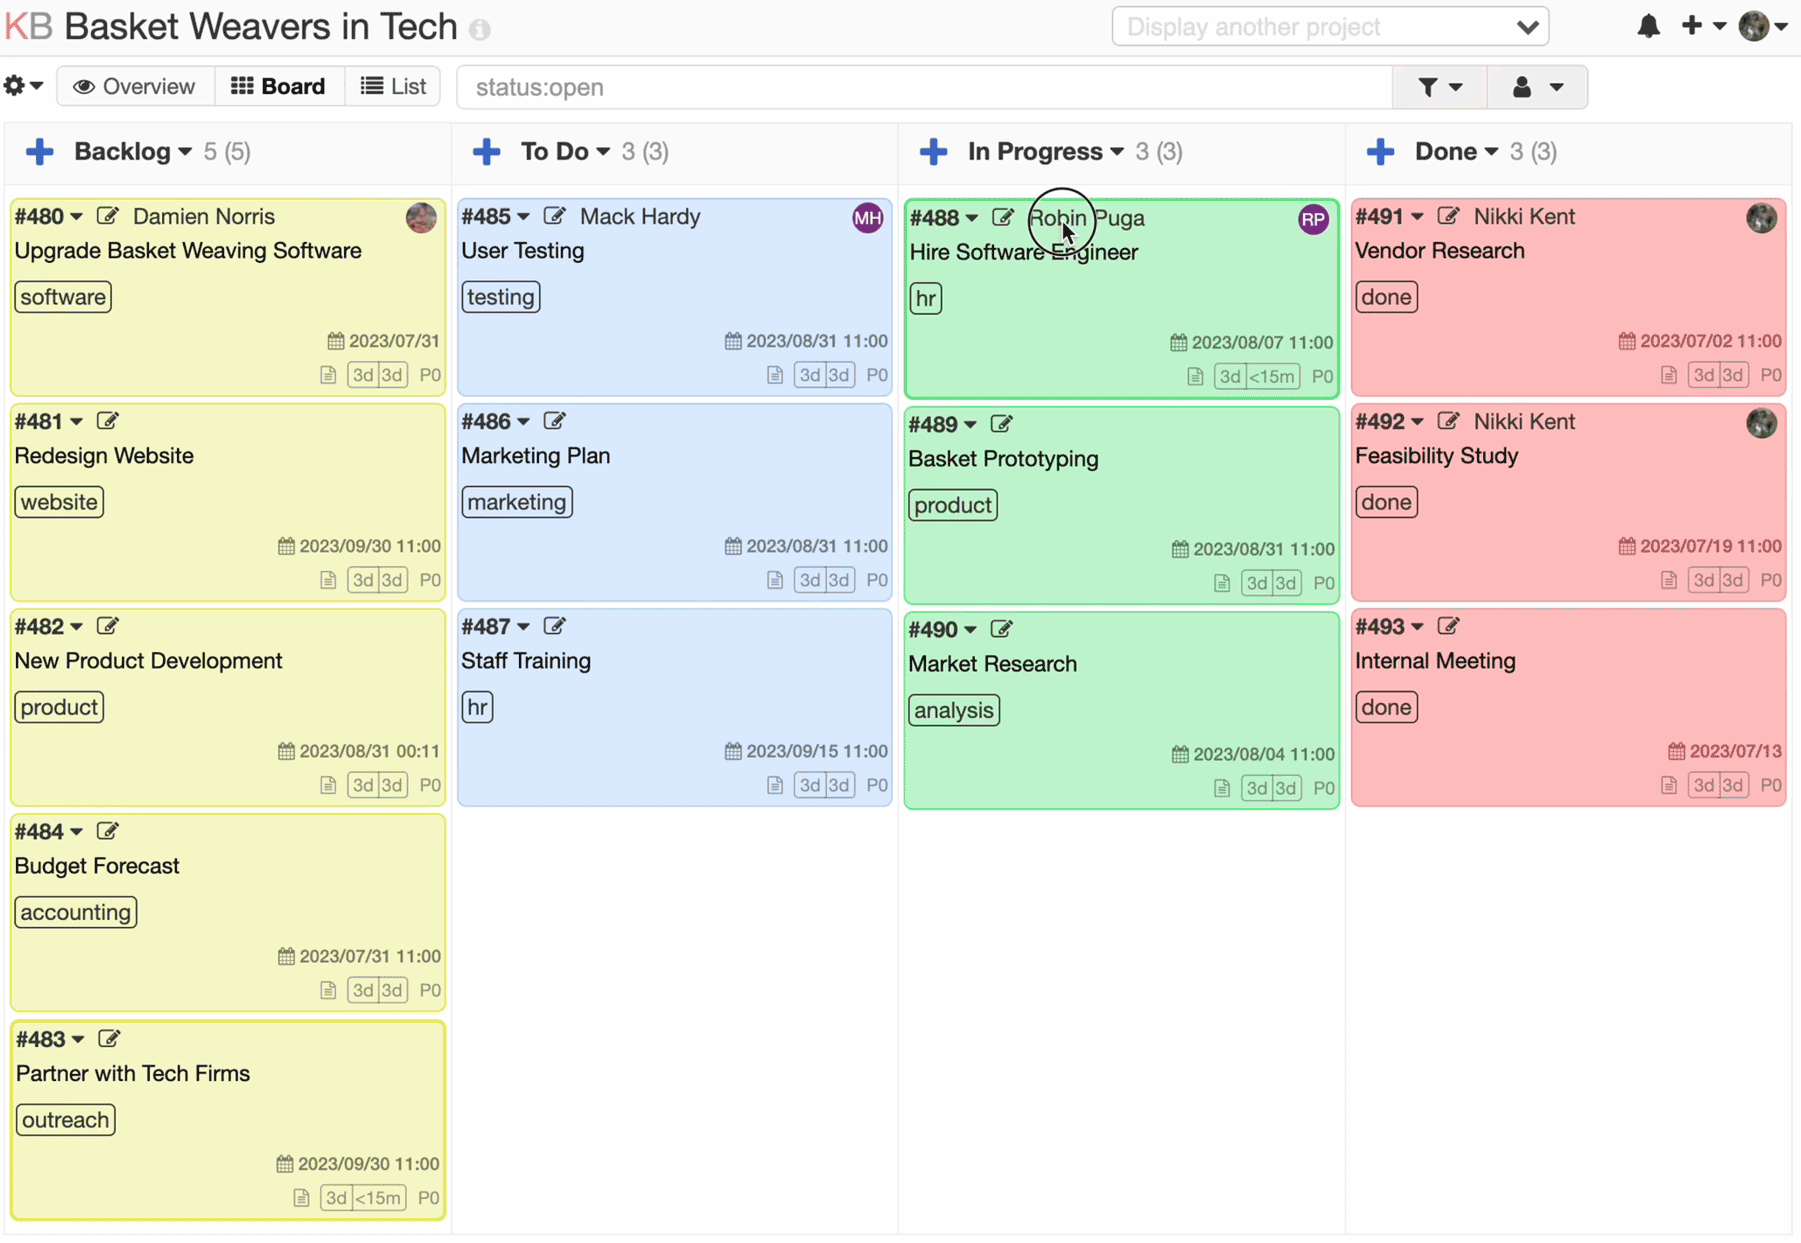 KB Basket Weavers in Tech
Display another project
Overview
Board
List
status:open
Backlog 5 (5)
#480 Damien Norris
Upgrade Basket Weaving Software
software
2023/07/31
3d 3d P0
#481
Redesign Website
website
2023/09/30 11:00
3d 3d P0
#482
New Product Development
product
2023/08/31 00:11
3d 3d P0
#484
Budget Forecast
accounting
2023/07/31 11:00
3d 3d P0
#483
Partner with Tech Firms
outreach
2023/09/30 11:00
3d <15m P0
To Do 3 (3)
#485 Mack Hardy MH
User Testing
testing
2023/08/31 11:00
3d 3d P0
#486
Marketing Plan
marketing
2023/08/31 11:00
3d 3d P0
#487
Staff Training
hr
2023/09/15 11:00
3d 3d P0
In Progress 3 (3)
#488 Robin Puga RP
Hire Software Engineer
hr
2023/08/07 11:00
3d <15m P0
#489
Basket Prototyping
product
2023/08/31 11:00
3d 3d P0
#490
Market Research
analysis
2023/08/04 11:00
3d 3d P0
Done 3 (3)
#491 Nikki Kent
Vendor Research
done
2023/07/02 11:00
3d 3d P0
#492 Nikki Kent
Feasibility Study
done
2023/07/19 11:00
3d 3d P0
#493
Internal Meeting
done
2023/07/13
3d 3d P0